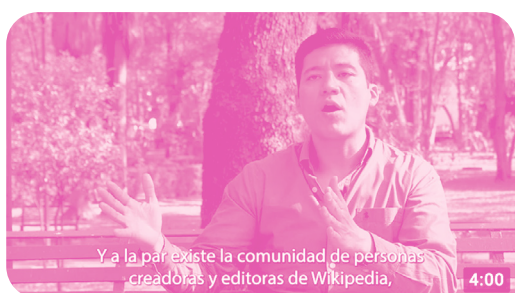 Y a la par existe la comunidad de personas
creadoras y editoras de Wikipedia,
4:00